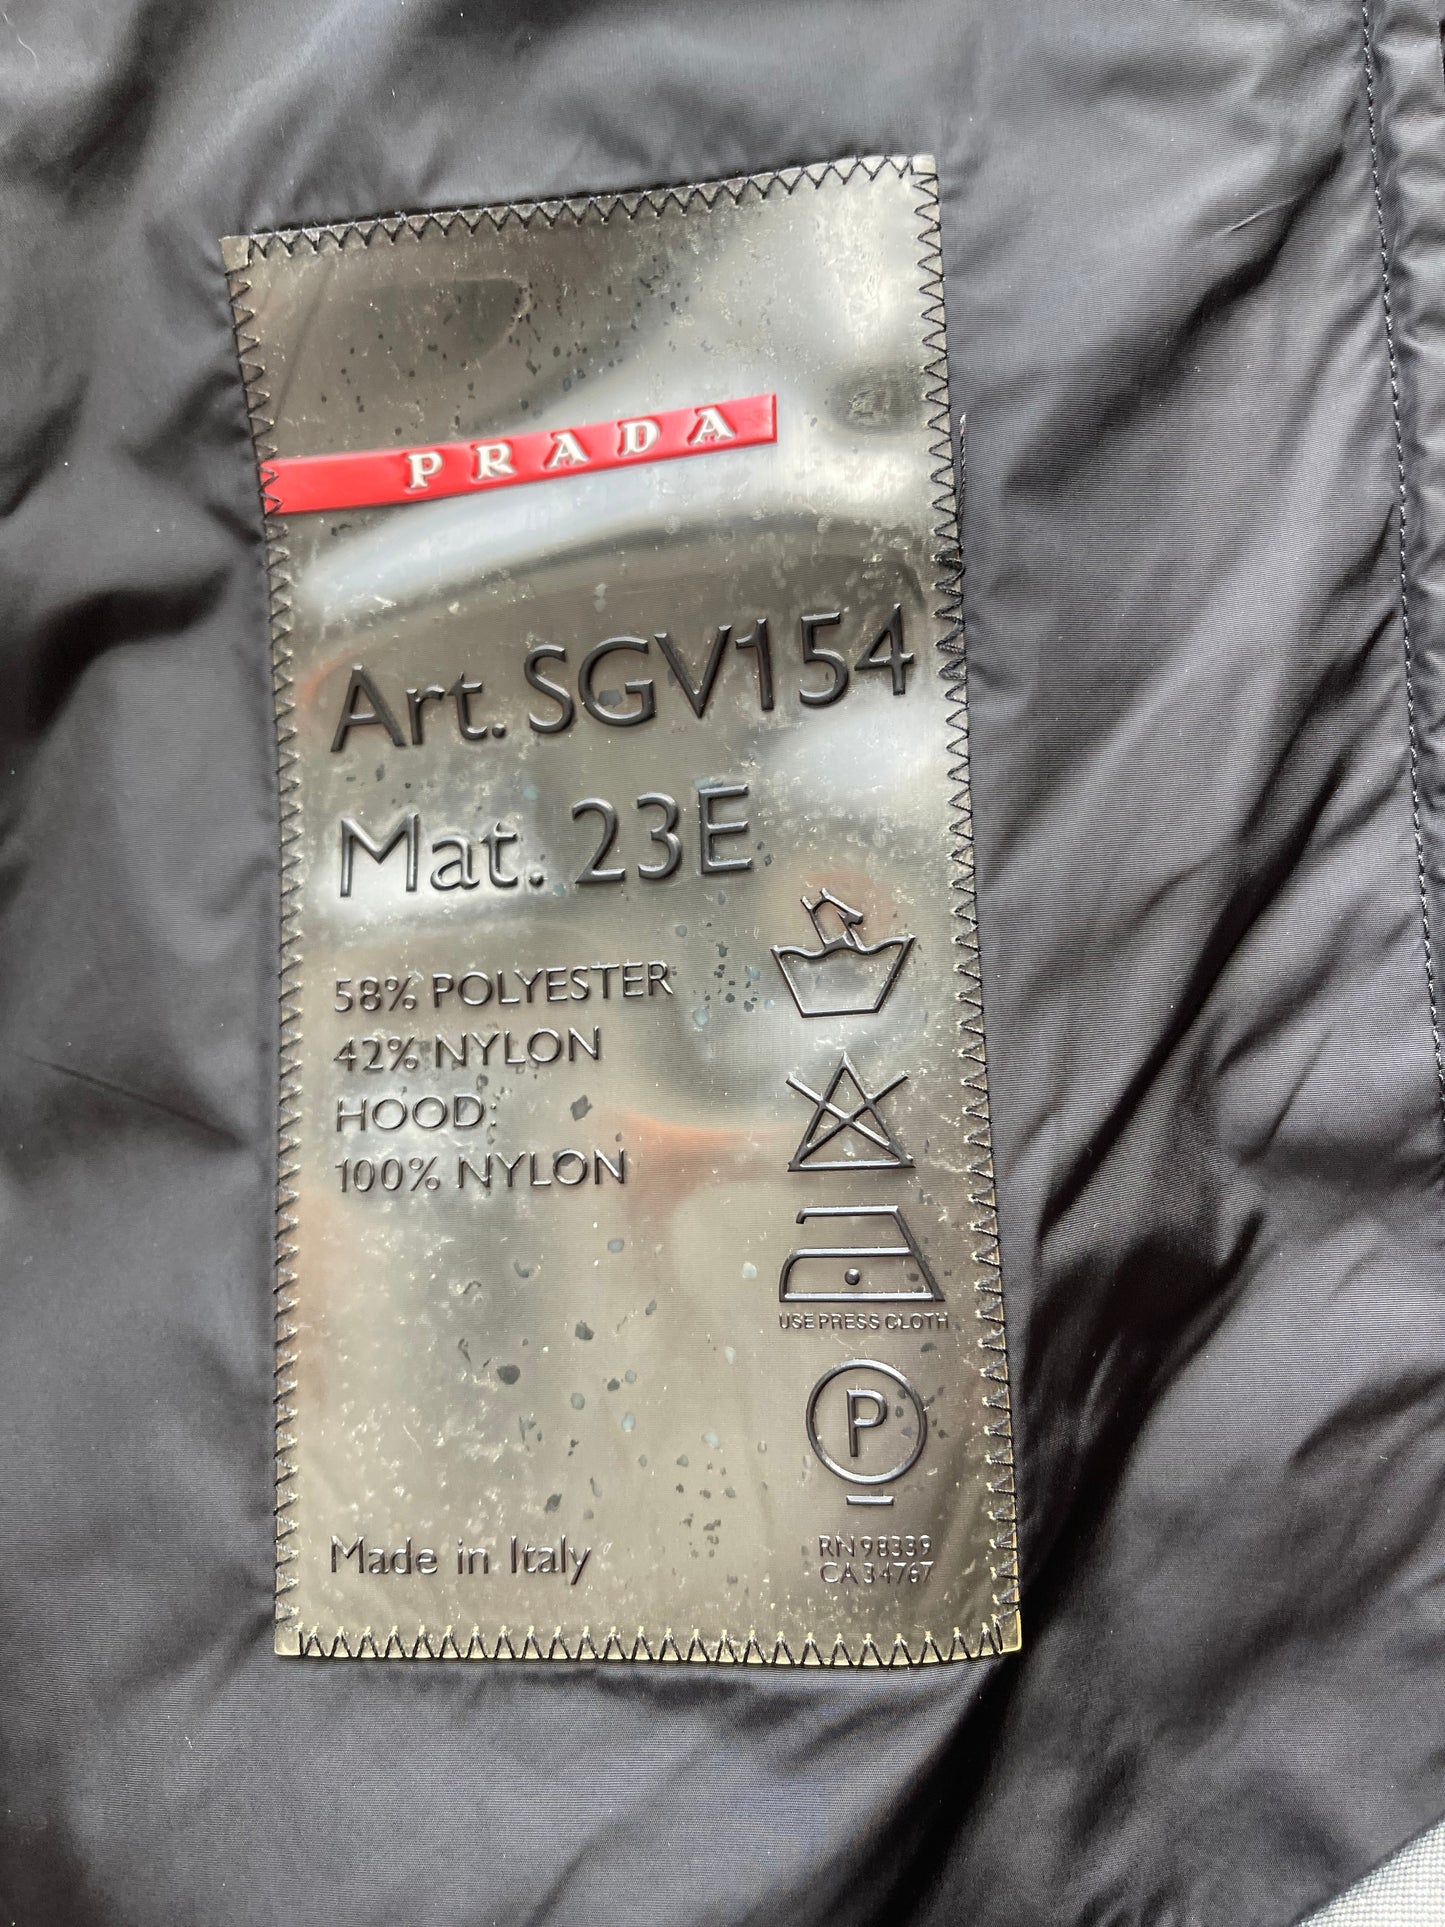 PRADA
Art. SGV154
Mat. 23E
58% POLYESTER
42% NYLON
HOOD:
100% NYLON
USE PRESS CLOTH
P
Made in Italy
RN 98339
CA 34767